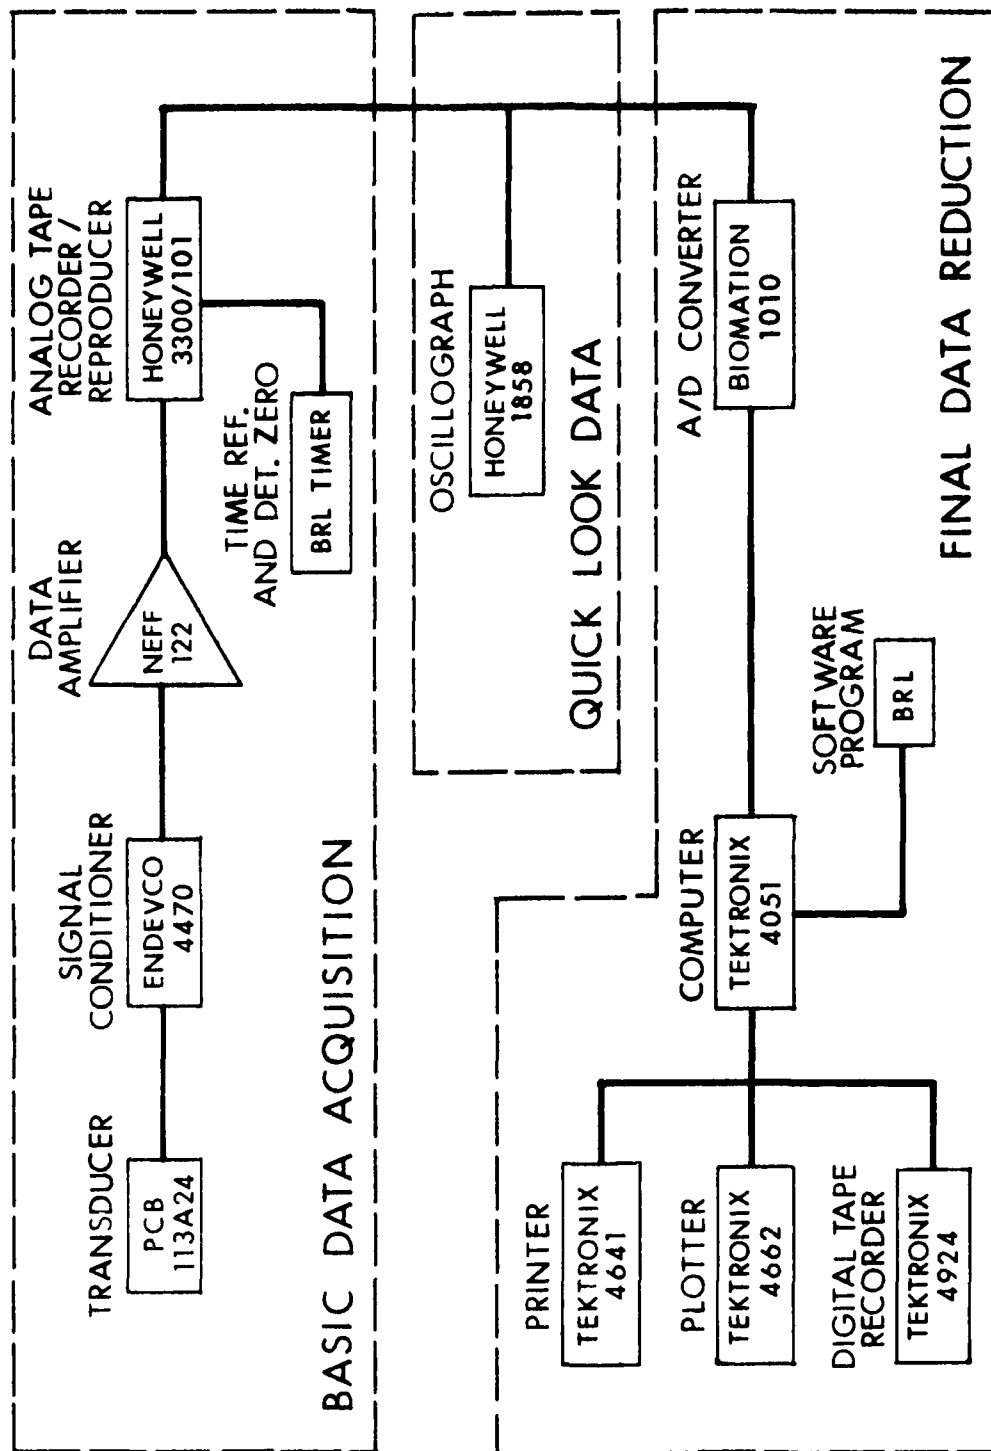 TRANSDUCER
PCB
113A24
SIGNAL
CONDITIONER
ENDEVCO
4470
DATA
AMPLIFIER
NEFF
122
ANALOG TAPE
RECORDER /
REPRODUCER
HONEYWELL
3300/101
TIME REF.
AND DET. ZERO
BRL TIMER
BASIC DATA ACQUISITION
OSCILLOGRAPH
HONEYWELL
1858
QUICK LOOK DATA
PRINTER
TEKTRONIX
4641
PLOTTER
TEKTRONIX
4662
DIGITAL TAPE
RECORDER
TEKTRONIX
4924
COMPUTER
TEKTRONIX
4051
SOFTWARE
PROGRAM
BRL
A/D CONVERTER
BIOMATION
1010
FINAL DATA REDUCTION